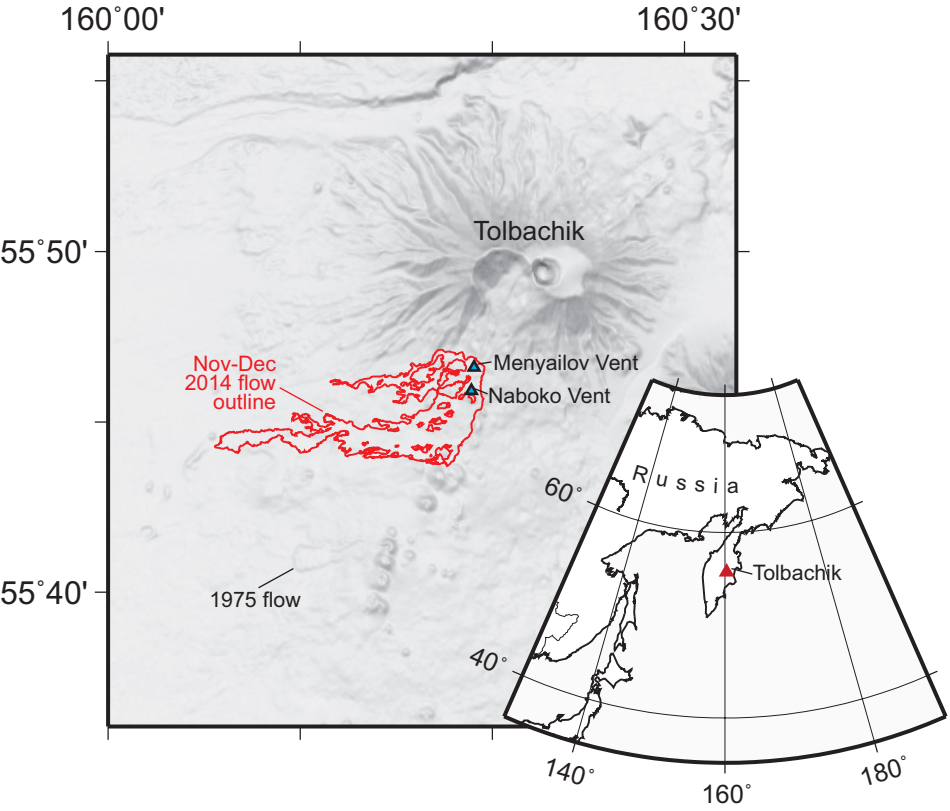 160°00'
160°30'
Tolbachik
55°50'
Menyailov Vent
Nov-Dec
2014 flow
outline
Naboko Vent
Russia
60°
Tolbachik
55°40'
1975 flow
40°
140°
160°
180°